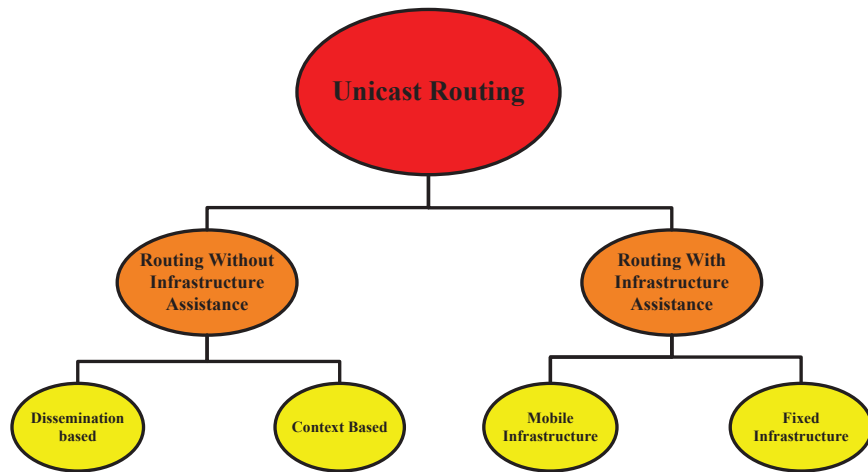 Unicast Routing
Routing Without
Infrastructure
Assistance
Routing With
Infrastructure
Assistance
Dissemination
based
Context Based
Mobile
Infrastructure
Fixed
Infrastructure